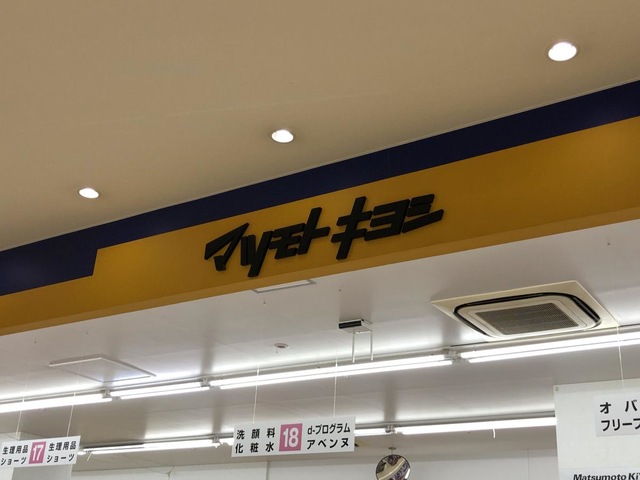 マツモトキヨシ
生理用品 17 生理用品
ショーツ ショーツ
洗顔料 18 d-プログラム
化粧水 アベンヌ
オバ
フリープ
Matsumoto Ki